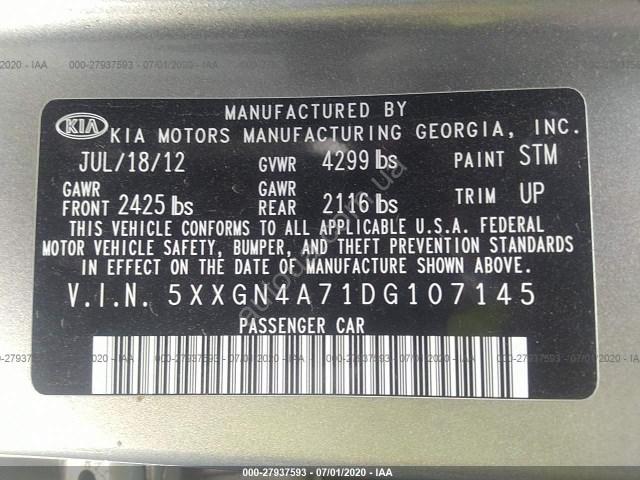 000-27937593 - 07/01/2020 - IAA
MANUFACTURED BY
KIA
KIA MOTORS MANUFACTURING GEORGIA, INC.
JUL/18/12 GVWR 4299 lbs PAINT STM
GAWR FRONT 2425 lbs GAWR REAR 2116 lbs TRIM UP
THIS VEHICLE CONFORMS TO ALL APPLICABLE U.S.A. FEDERAL
MOTOR VEHICLE SAFETY, BUMPER, AND THEFT PREVENTION STANDARDS
IN EFFECT ON THE DATE OF MANUFACTURE SHOWN ABOVE.
V.I.N. 5XXGN4A71DG107145
PASSENGER CAR
000-27937593 - 07/01/2020 - IAA